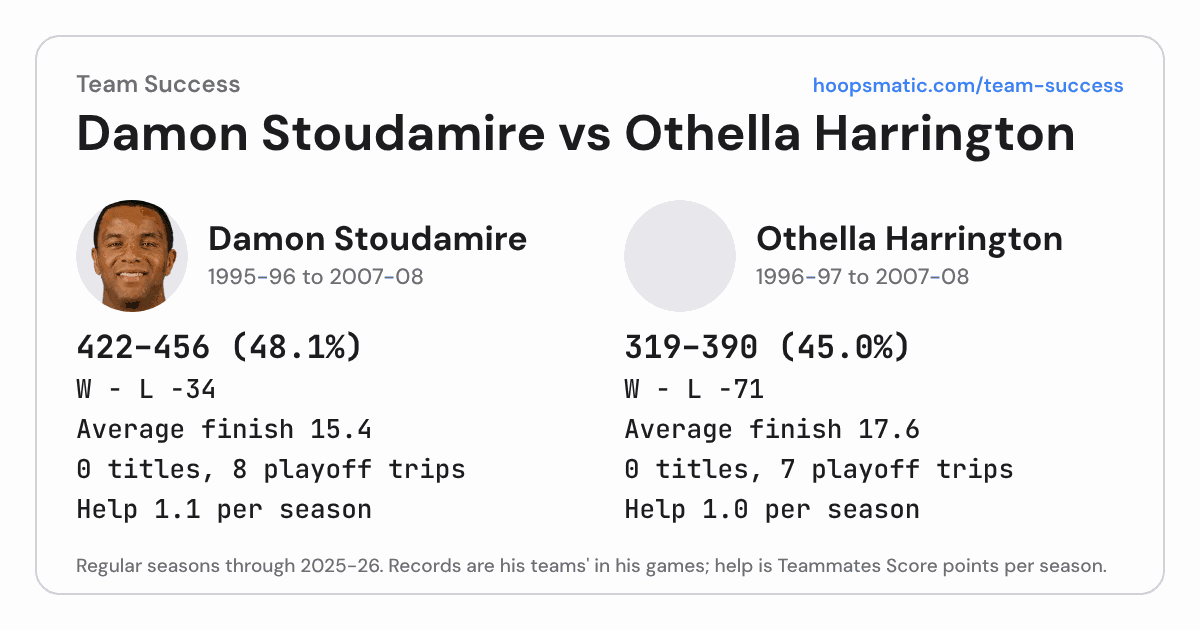 Team Success
hoopsmatic.com/team-success
Damon Stoudamire vs Othella Harrington
Damon Stoudamire
1995–96 to 2007–08
422–456 (48.1%)
W - L -34
Average finish 15.4
0 titles, 8 playoff trips
Help 1.1 per season
Othella Harrington
1996–97 to 2007–08
319–390 (45.0%)
W - L -71
Average finish 17.6
0 titles, 7 playoff trips
Help 1.0 per season
Regular seasons through 2025-26. Records are his teams' in his games; help is Teammates Score points per season.